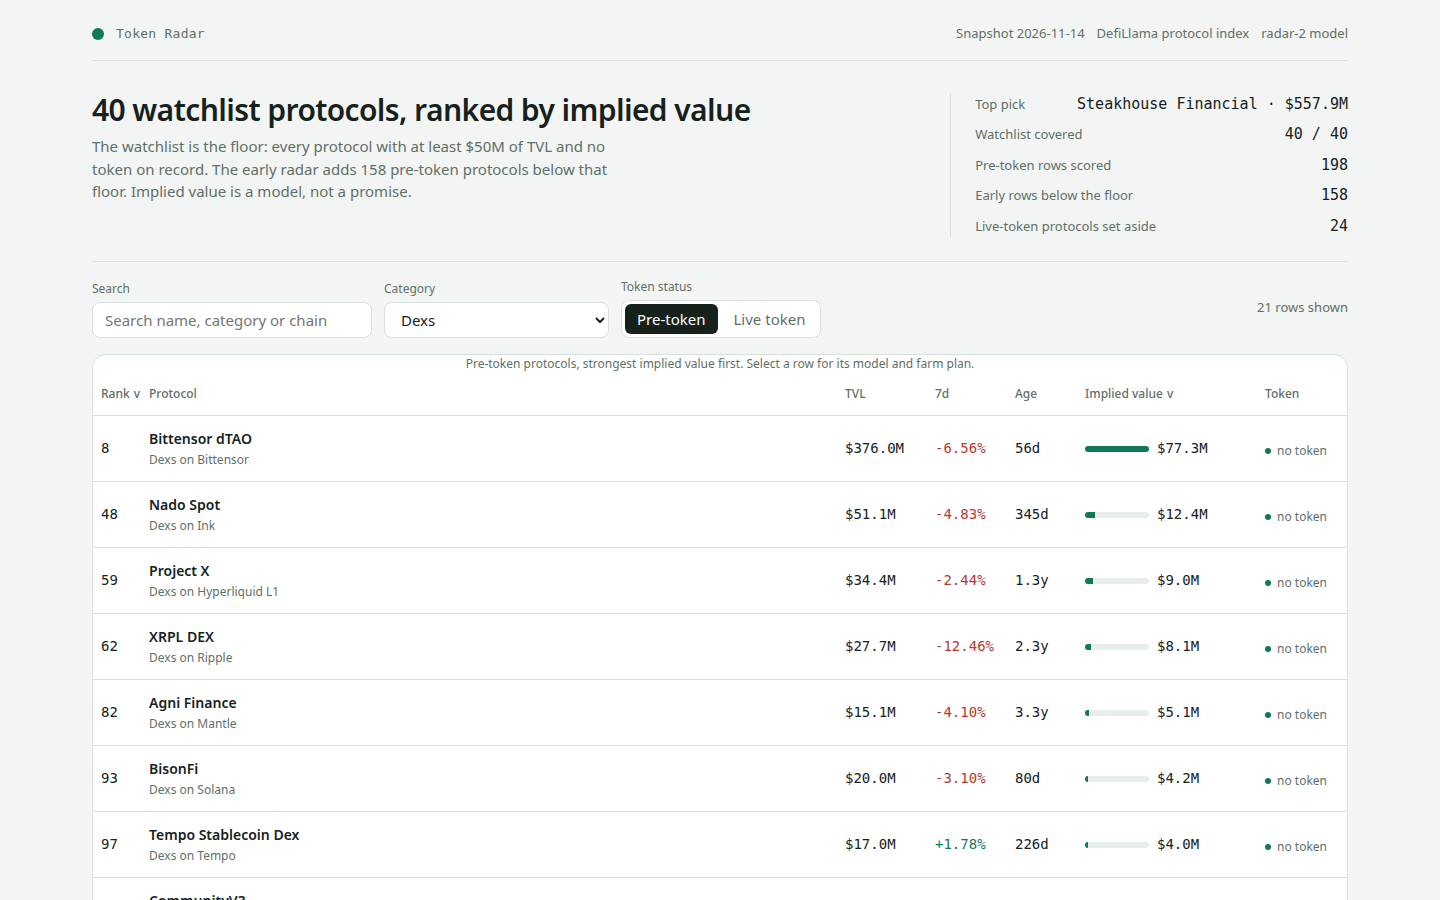 Token Radar
Snapshot 2026-11-14 DefiLlama protocol index radar-2 model
40 watchlist protocols, ranked by implied value
The watchlist is the floor: every protocol with at least $50M of TVL and no
token on record. The early radar adds 158 pre-token protocols below that
floor. Implied value is a model, not a promise.
Top pick Steakhouse Financial · $557.9M
Watchlist covered 40 / 40
Pre-token rows scored 198
Early rows below the floor 158
Live-token protocols set aside 24
Search Category Token status
Search name, category or chain Dexs Pre-token Live token
21 rows shown
Pre-token protocols, strongest implied value first. Select a row for its model and farm plan.
Rank v Protocol TVL 7d Age Implied value v Token
8 Bittensor dTAO $376.0M -6.56% 56d $77.3M no token
Dexs on Bittensor
48 Nado Spot $51.1M -4.83% 345d $12.4M no token
Dexs on Ink
59 Project X $34.4M -2.44% 1.3y $9.0M no token
Dexs on Hyperliquid L1
62 XRPL DEX $27.7M -12.46% 2.3y $8.1M no token
Dexs on Ripple
82 Agni Finance $15.1M -4.10% 3.3y $5.1M no token
Dexs on Mantle
93 BisonFi $20.0M -3.10% 80d $4.2M no token
Dexs on Solana
97 Tempo Stablecoin Dex $17.0M +1.78% 226d $4.0M no token
Dexs on Tempo